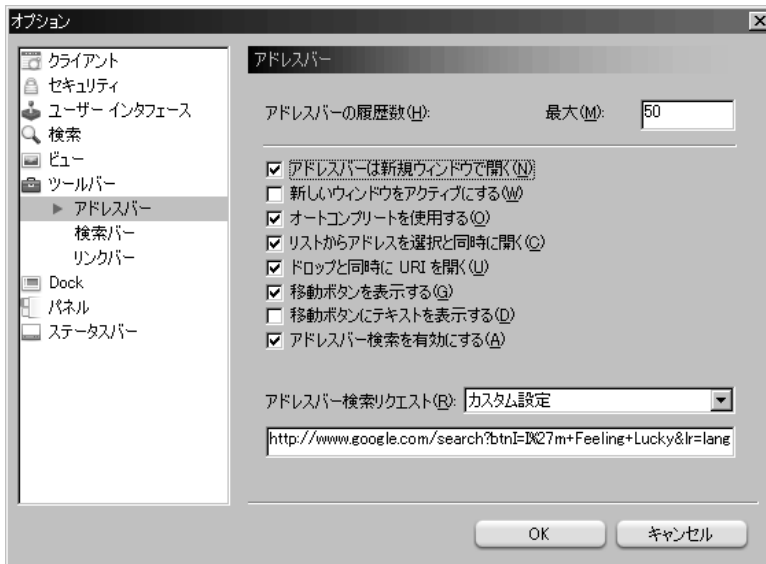 オプション
クライアント
セキュリティ
ユーザー インタフェース
検索
ビュー
ツールバー
アドレスバー
検索バー
リンクバー
Dock
パネル
ステータスバー
アドレスバー
アドレスバーの履歴数(H): 最大(M): 50
アドレスバーは新規ウィンドウで開く(N)
新しいウィンドウをアクティブにする(W)
オートコンプリートを使用する(O)
リストからアドレスを選択と同時に開く(C)
ドロップと同時に URI を開く(U)
移動ボタンを表示する(G)
移動ボタンにテキストを表示する(D)
アドレスバー検索を有効にする(A)
アドレスバー検索リクエスト(R): カスタム設定
http://www.google.com/search?btnI=I%27m+Feeling+Lucky&lr=lang
OK キャンセル